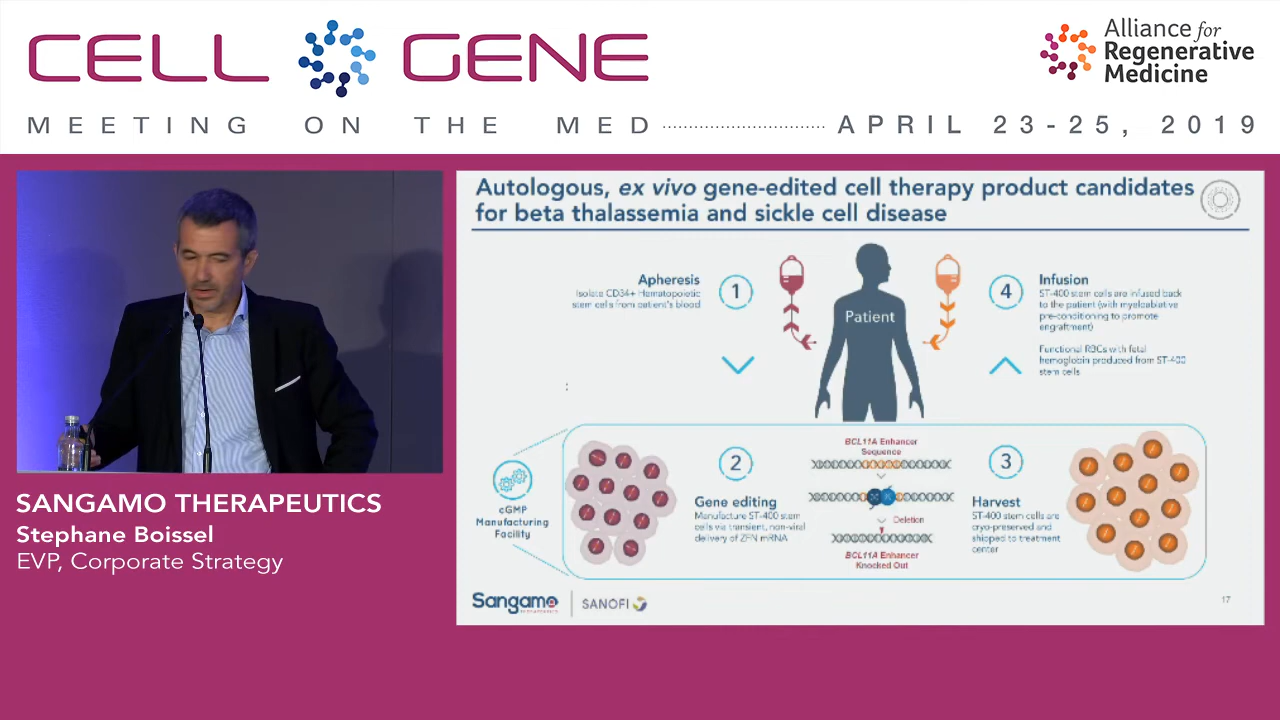 CELL GENE
Alliance for
Regenerative
Medicine
MEETING ON THE MED
APRIL 23-25, 2019
Autologous, ex vivo gene-edited cell therapy product candidates
for beta thalassemia and sickle cell disease
Apheresis
Isolate CD34+ Hematopoietic
stem cells from patient's blood
1
Patient
4
Infusion
ST-400 stem cells are infused back
to the patient (with myeloablative
pre-conditioning to promote
engraftment)
Functional RBCs with fetal
hemoglobin produced from ST-400
stem cells
:
cGMP
Manufacturing
Facility
2
Gene editing
Manufacture ST-400 stem
cells via transient, non-viral
delivery of ZFN mRNA
BCL11A Enhancer
Sequence
Deletion
BCL11A Enhancer
Knocked Out
3
Harvest
ST-400 stem cells are
cryo-preserved and
shipped to treatment
center
Sangamo
SANOFI
17
SANGAMO THERAPEUTICS
Stephane Boissel
EVP, Corporate Strategy